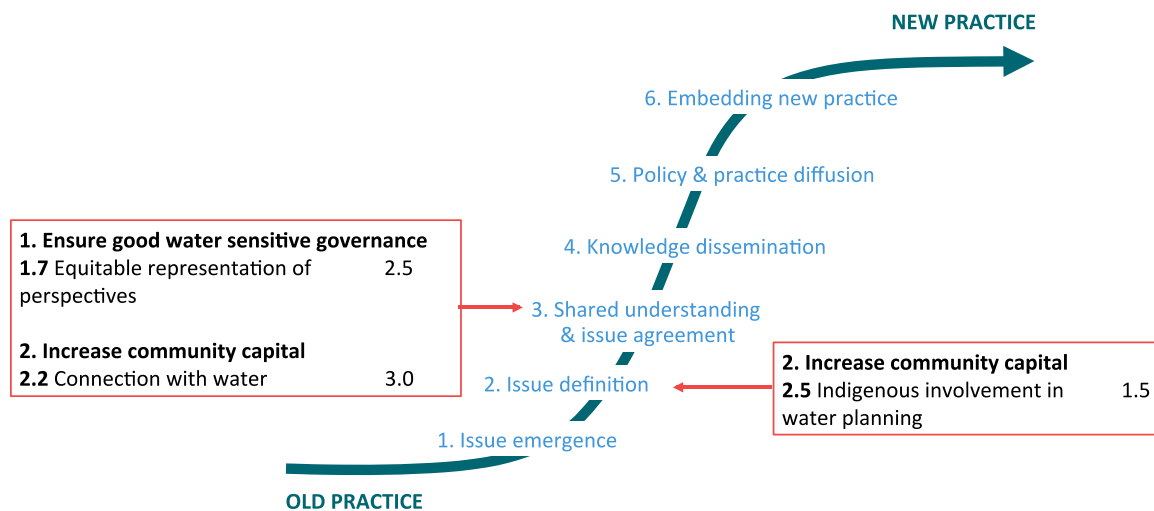 NEW PRACTICE
6. Embedding new practice
5. Policy & practice diffusion
4. Knowledge dissemination
3. Shared understanding
& issue agreement
2. Issue definition
1. Issue emergence
OLD PRACTICE
1. Ensure good water sensitive governance
1.7 Equitable representation of 2.5
perspectives
2. Increase community capital
2.2 Connection with water 3.0
2. Increase community capital
2.5 Indigenous involvement in 1.5
water planning